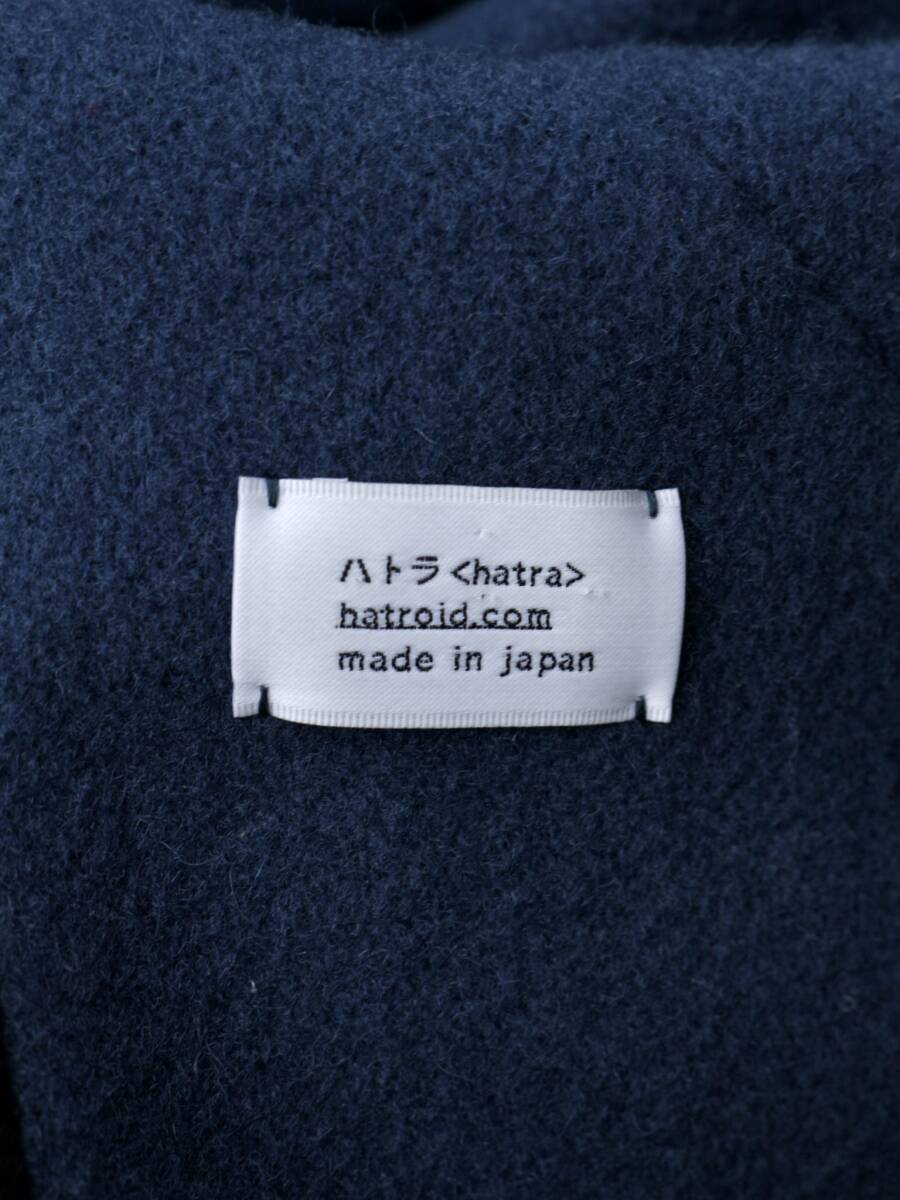 ハトラ<hatra>
hatroid.com
made in japan